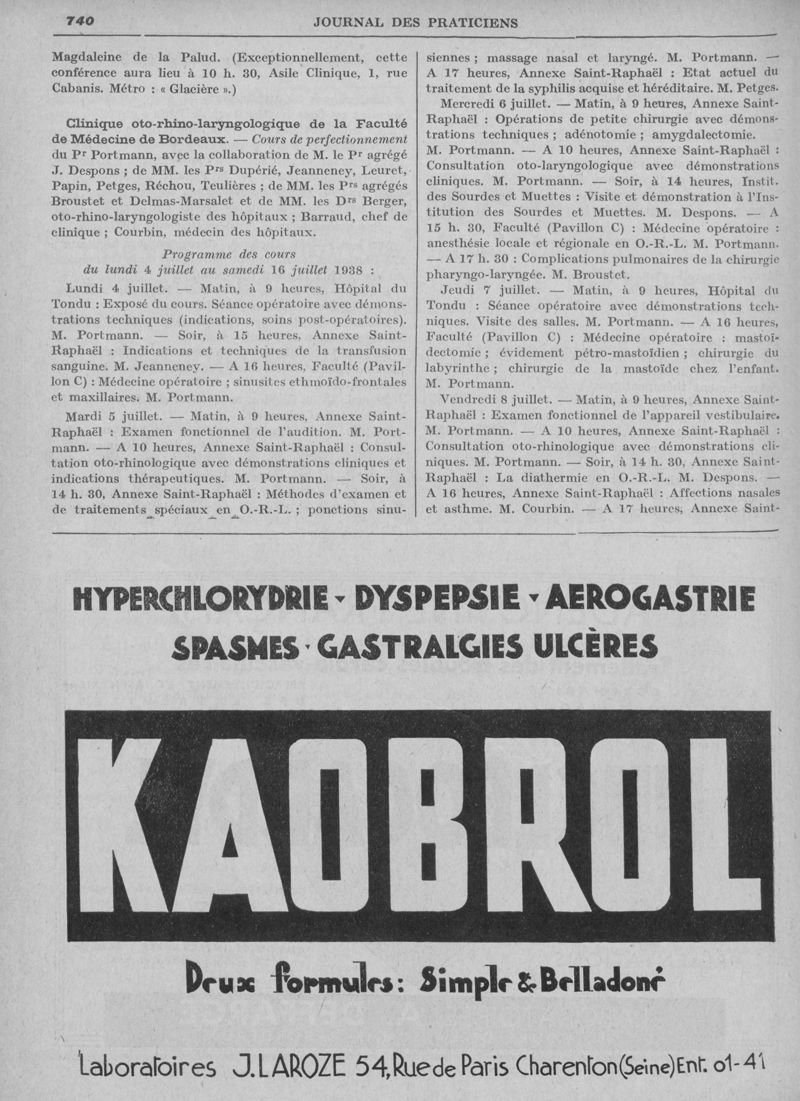 740
JOURNAL DES PRATICIENS
Magdaleine de la Palud. (Exceptionnellement, cette
conférence aura lieu à 10 h. 30, Asile Clinique, 1, rue
Cabanis. Métro : « Glacière ».)
Clinique oto-rhino-laryngologique de la Faculté
de Médecine de Bordeaux. — Cours de perfectionnement
du Pr Portmann, avec la collaboration de M. le Pr agrégé
J. Despons ; de MM. les Prs Dupérié, Jeanneney, Leuret,
Papin, Petges, Réchou, Teulières ; de MM. les Prs agrégés
Broustet et Delmas-Marsalet et de MM. les Drs Berger,
oto-rhino-laryngologiste des hôpitaux ; Barraud, chef de
clinique ; Courbin, médecin des hôpitaux.
Programme des cours
du lundi 4 juillet au samedi 16 juillet 1938 :
Lundi 4 juillet. — Matin, à 9 heures, Hôpital du
Tondu : Exposé du cours. Séance opératoire avec démons-
trations techniques (indications, soins post-opératoires).
M. Portmann. — Soir, à 15 heures, Annexe Saint-
Raphaël : Indications et techniques de la transfusion
sanguine. M. Jeanneney. — A 16 heures, Faculté (Pavil-
lon C) : Médecine opératoire ; sinusites ethmoïdo-frontales
et maxillaires. M. Portmann.
Mardi 5 juillet. — Matin, à 9 heures, Annexe Saint-
Raphaël : Examen fonctionnel de l'audition. M. Port-
mann. — A 10 heures, Annexe Saint-Raphaël : Consul-
tation oto-rhinologique avec démonstrations cliniques et
indications thérapeutiques. M. Portmann. — Soir, à
14 h. 30, Annexe Saint-Raphaël : Méthodes d'examen et
de traitements spéciaux en O.-R.-L. ; ponctions sinu-
siennes ; massage nasal et laryngé. M. Portmann. —
A 17 heures, Annexe Saint-Raphaël : Etat actuel du
traitement de la syphilis acquise et héréditaire. M. Petges.
Mercredi 6 juillet. — Matin, à 9 heures, Annexe Saint-
Raphaël : Opérations de petite chirurgie avec démons-
trations techniques ; adénotomie ; amygdalectomie.
M. Portmann. — A 10 heures, Annexe Saint-Raphaël :
Consultation oto-laryngologique avec démonstrations
cliniques. M. Portmann. — Soir, à 14 heures, Instit.
des Sourdes et Muettes : Visite et démonstration à l'Ins-
titution des Sourdes et Muettes. M. Despons. — A
15 h. 30, Faculté (Pavillon C) : Médecine opératoire :
anesthésie locale et régionale en O.-R.-L. M. Portmann.
— A 17 h. 30 : Complications pulmonaires de la chirurgie
pharyngo-laryngée. M. Broustet.
Jeudi 7 juillet. — Matin, à 9 heures, Hôpital du
Tondu : Séance opératoire avec démonstrations tech-
niques. Visite des salles. M. Portmann. — A 16 heures,
Faculté (Pavillon C) : Médecine opératoire : mastoï-
dectomie ; évidement pétro-mastoïdien ; chirurgie du
labyrinthe ; chirurgie de la mastoïde chez l'enfant.
M. Portmann.
Vendredi 8 juillet. — Matin, à 9 heures, Annexe Saint-
Raphaël : Examen fonctionnel de l'appareil vestibulaire.
M. Portmann. — A 10 heures, Annexe Saint-Raphaël :
Consultation oto-rhinologique avec démonstrations cli-
niques. M. Portmann. — Soir, à 14 h. 30, Annexe Saint-
Raphaël : La diathermie en O.-R.-L. M. Despons. —
A 16 heures, Annexe Saint-Raphaël : Affections nasales
et asthme. M. Courbin. — A 17 heures, Annexe Saint-
HYPERCHLORYDRIE - DYSPEPSIE - AEROGASTRIE
SPASMES - GASTRALGIES ULCÈRES
KAOBROL
Deux formules: Simple & Belladoné
Laboratoires J. LAROZE 54, Rue de Paris Charenton (Seine) Ent. 01-41